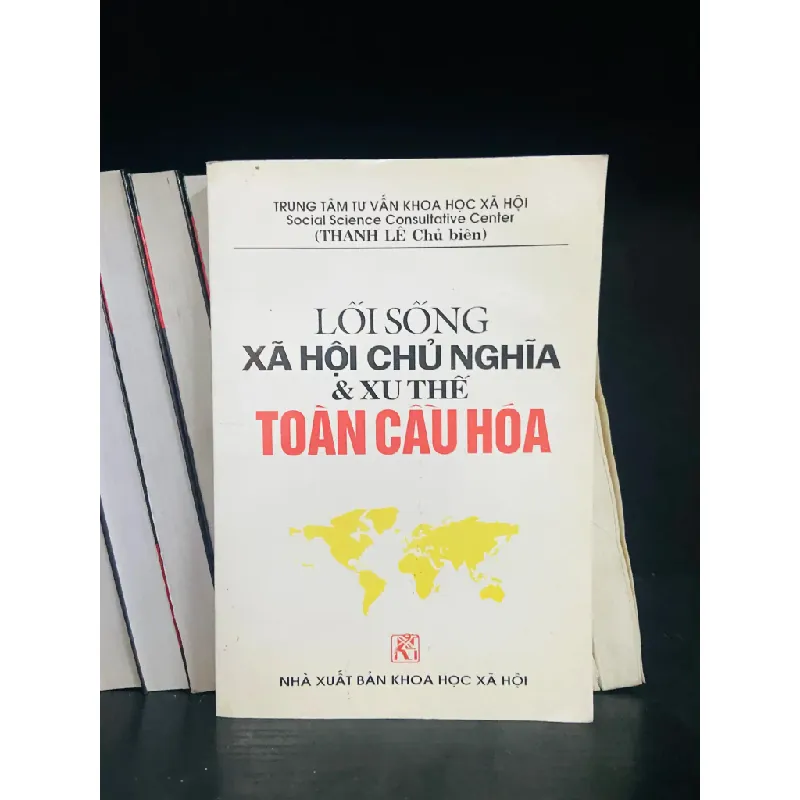 TRUNG TÂM TƯ VẤN KHOA HỌC XÃ HỘI
Social Science Consultative Center
(THANH LÊ Chủ biên)
LỐI SỐNG
XÃ HỘI CHỦ NGHĨA
& XU THẾ
TOÀN CẦU HÓA
NHÀ XUẤT BẢN KHOA HỌC XÃ HỘI